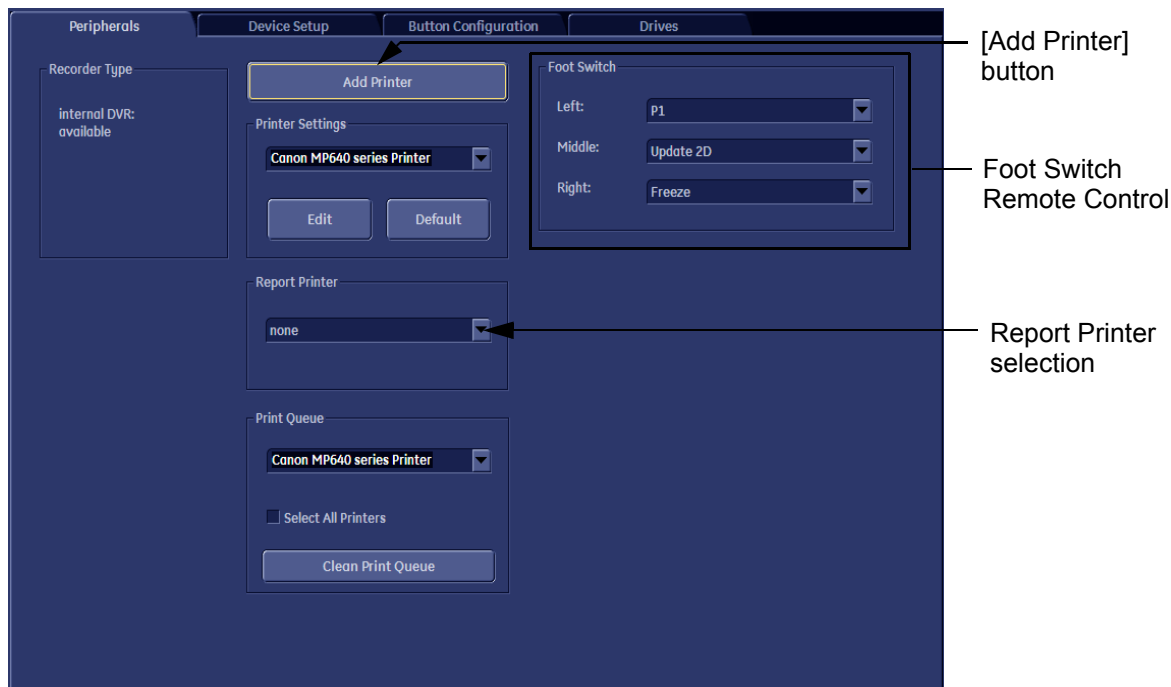 Peripherals
Device Setup
Button Configuration
Drives
Recorder Type
internal DVR:
available
Add Printer
Printer Settings
Canon MP640 series Printer
Edit
Default
Report Printer
none
Print Queue
Canon MP640 series Printer
Select All Printers
Clean Print Queue
Foot Switch
Left:
P1
Middle:
Update 2D
Right:
Freeze
[Add Printer]
button
Foot Switch
Remote Control
Report Printer
selection